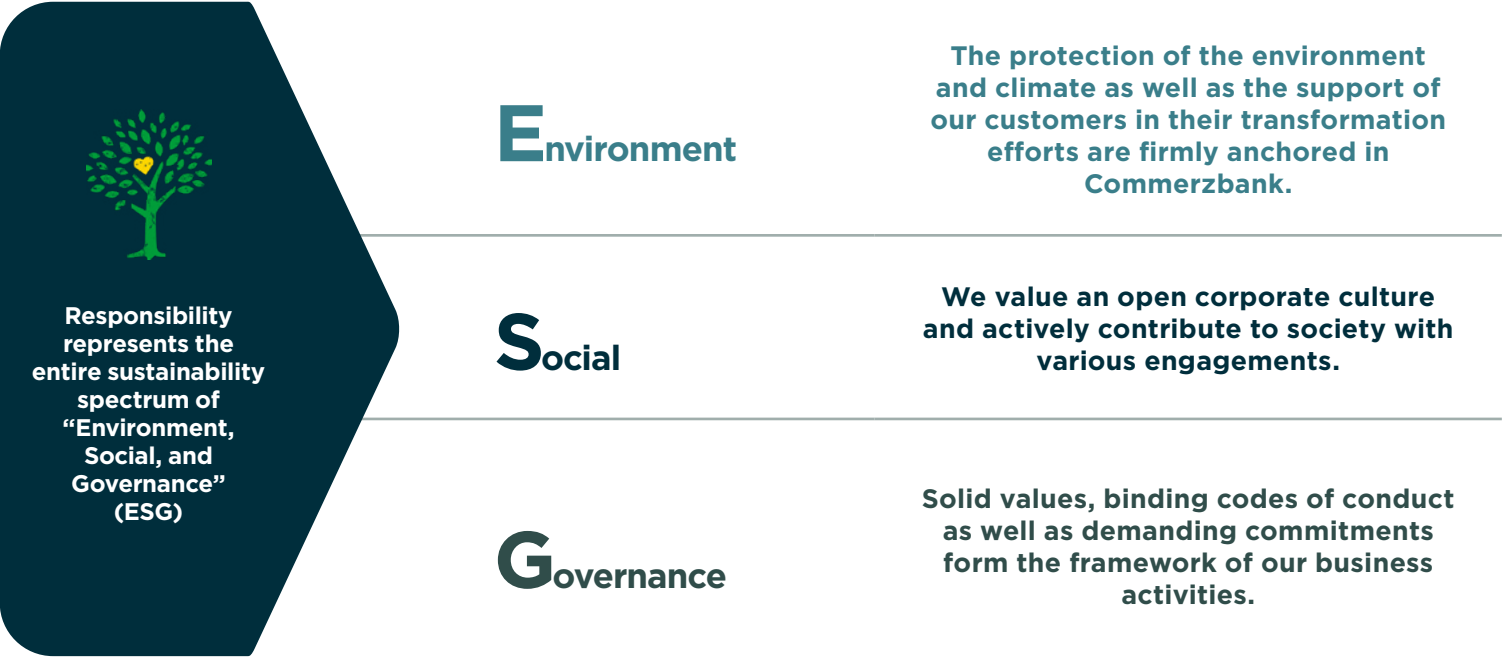 Responsibility
represents the
entire sustainability
spectrum of
“Environment,
Social, and
Governance”
(ESG)
Environment
The protection of the environment
and climate as well as the support of
our customers in their transformation
efforts are firmly anchored in
Commerzbank.
Social
We value an open corporate culture
and actively contribute to society with
various engagements.
Governance
Solid values, binding codes of conduct
as well as demanding commitments
form the framework of our business
activities.